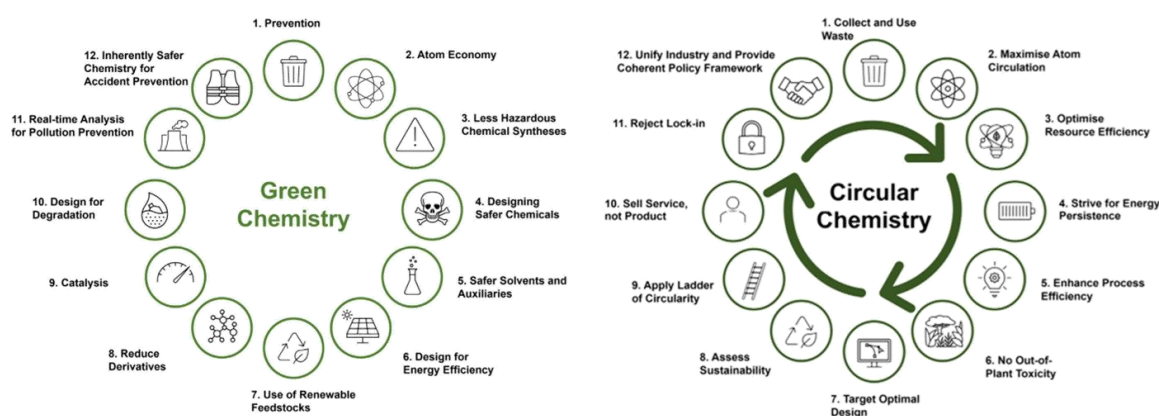 Green
Chemistry
1. Prevention
2. Atom Economy
3. Less Hazardous
Chemical Syntheses
4. Designing
Safer Chemicals
5. Safer Solvents and
Auxiliaries
6. Design for
Energy Efficiency
7. Use of Renewable
Feedstocks
8. Reduce
Derivatives
9. Catalysis
10. Design for
Degradation
11. Real-time Analysis
for Pollution Prevention
12. Inherently Safer
Chemistry for
Accident Prevention
Circular
Chemistry
1. Collect and Use
Waste
2. Maximise Atom
Circulation
3. Optimise
Resource Efficiency
4. Strive for Energy
Persistence
5. Enhance Process
Efficiency
6. No Out-of-
Plant Toxicity
7. Target Optimal
Design
8. Assess
Sustainability
9. Apply Ladder
of Circularity
10. Sell Service,
not Product
11. Reject Lock-in
12. Unify Industry and Provide
Coherent Policy Framework